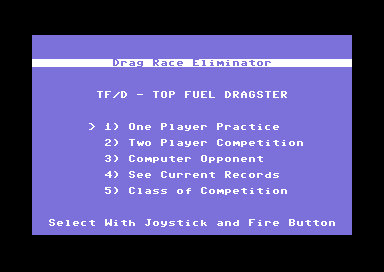 Drag Race Eliminator
TF/D - TOP FUEL DRAGSTER
> 1) One Player Practice
2) Two Player Competition
3) Computer Opponent
4) See Current Records
5) Class of Competition
Select With Joystick and Fire Button